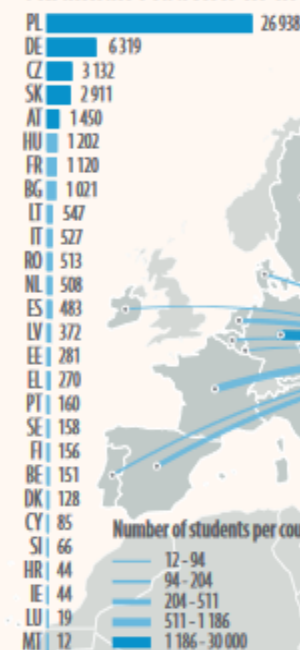 PL 26 938
DE 6 319
CZ 3 132
SK 2 911
AT 1 450
HU 1 202
FR 1 120
BG 1 021
LT 547
IT 527
RO 513
NL 508
ES 483
LV 372
EE 281
EL 270
PT 160
SE 158
FI 156
BE 151
DK 128
CY 85
SI 66
HR 44
IE 44
LU 19
MT 12
Number of students per cou
12 - 94
94 - 204
204 - 511
511 - 1 186
1 186 - 30 000